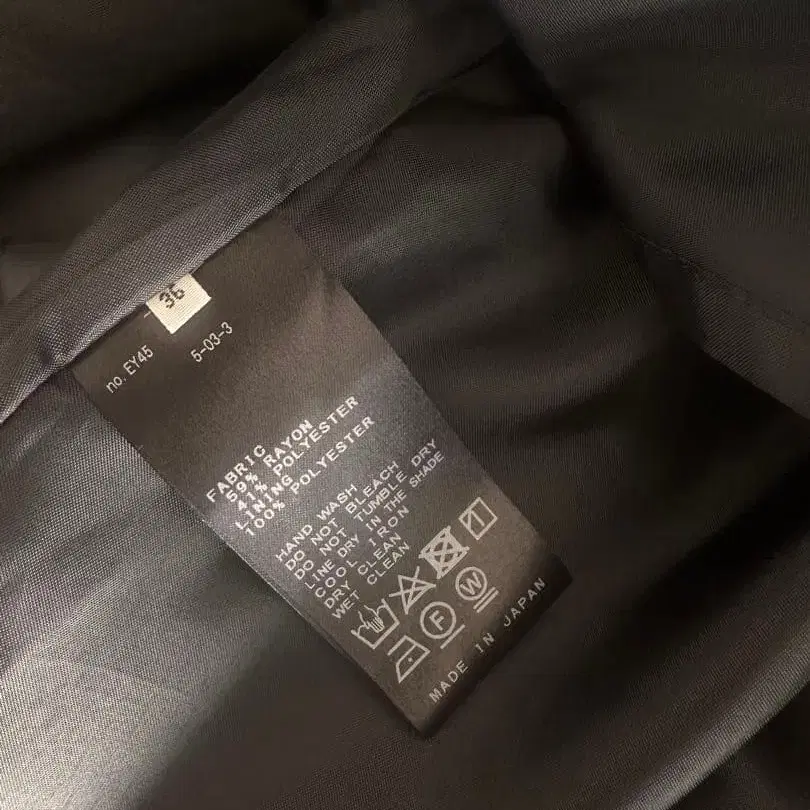 36
no. EY45
5-03-3
FABRIC
59% RAYON
41% POLYESTER
LINING
100% POLYESTER
HAND WASH
DO NOT BLEACH
DO NOT TUMBLE DRY
LINE DRY IN THE SHADE
COOL IRON
DRY CLEAN
WET CLEAN
F W
MADE IN JAPAN